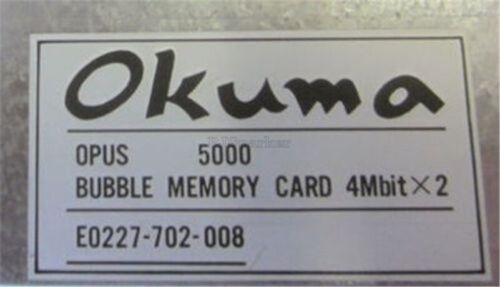 Okuma
OPUS 5000
BUBBLE MEMORY CARD 4Mbit×2
E0227-702-008